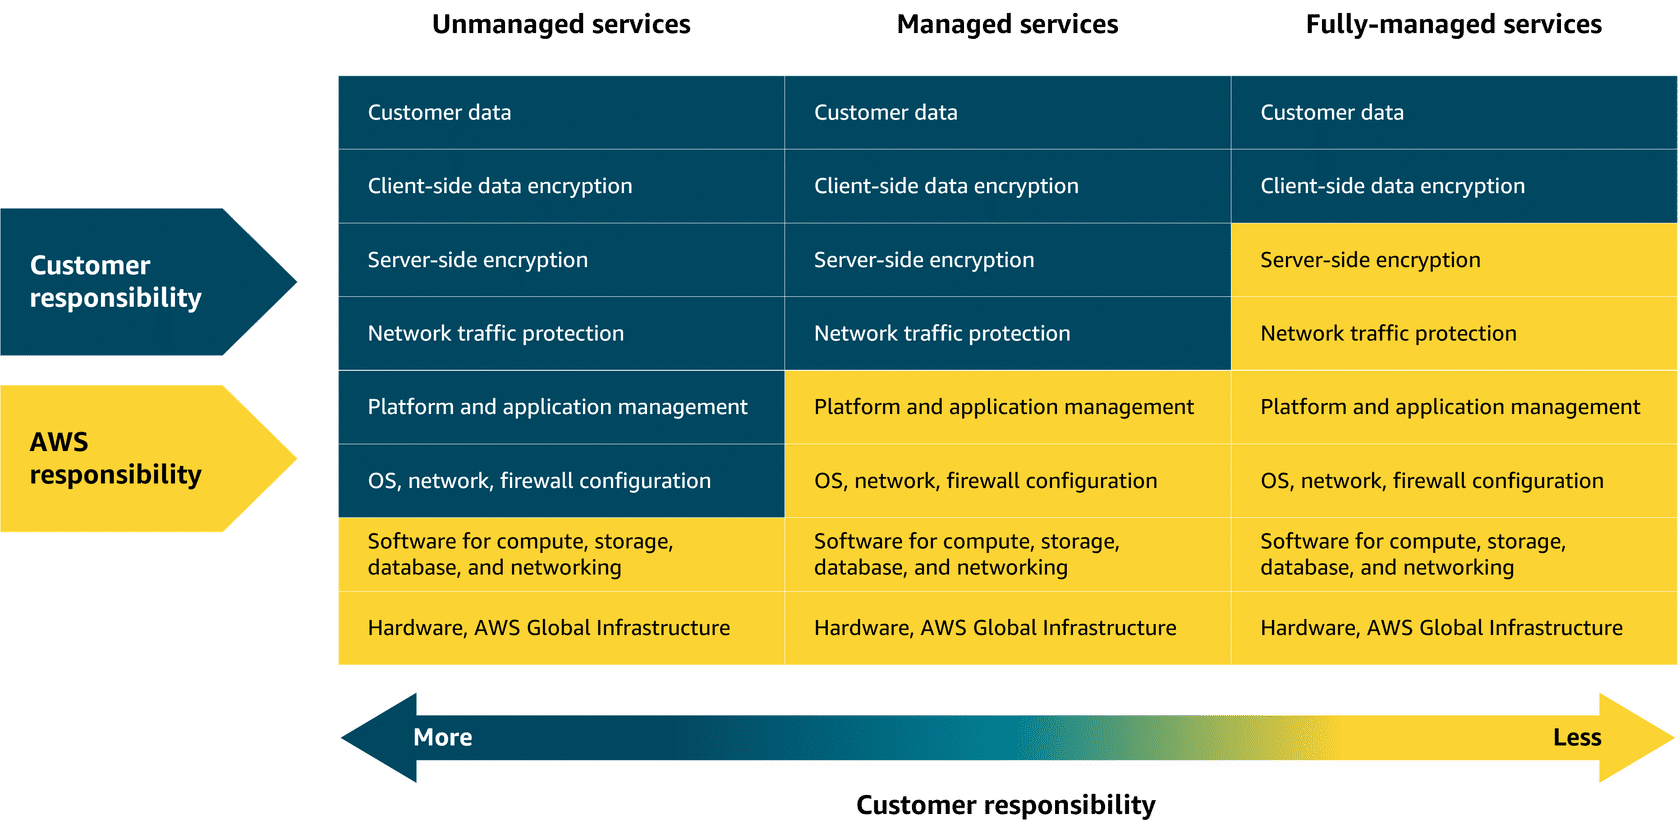 Unmanaged services
Managed services
Fully-managed services
Customer data
Customer data
Customer data
Client-side data encryption
Client-side data encryption
Client-side data encryption
Customer
responsibility
Server-side encryption
Server-side encryption
Server-side encryption
Network traffic protection
Network traffic protection
Network traffic protection
AWS
responsibility
Platform and application management
Platform and application management
Platform and application management
OS, network, firewall configuration
OS, network, firewall configuration
OS, network, firewall configuration
Software for compute, storage,
database, and networking
Software for compute, storage,
database, and networking
Software for compute, storage,
database, and networking
Hardware, AWS Global Infrastructure
Hardware, AWS Global Infrastructure
Hardware, AWS Global Infrastructure
More
Less
Customer responsibility